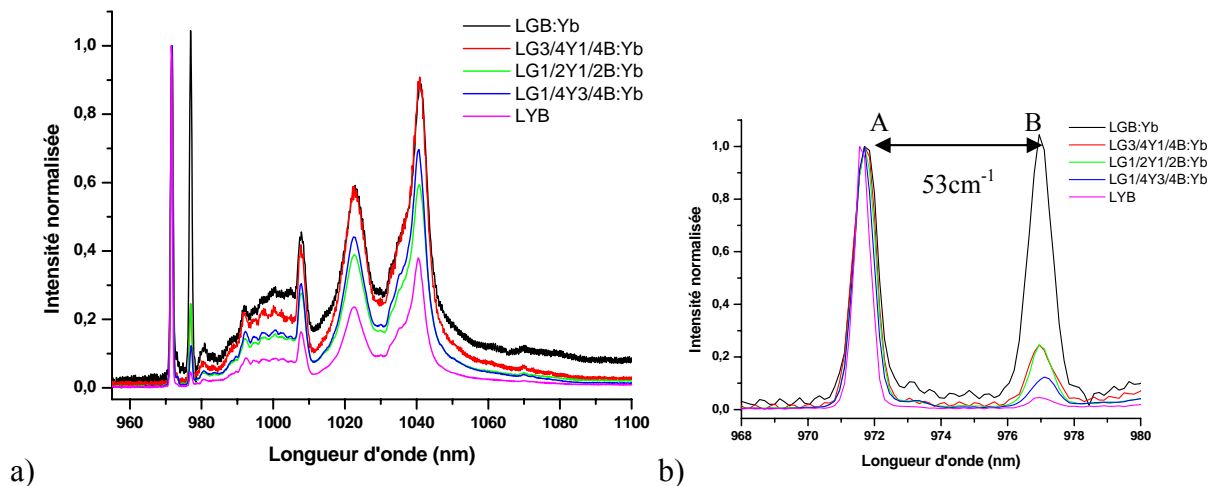 1,0
0,8
0,6
0,4
0,2
0,0
Intensité normalisée
LGB:Yb
LG3/4Y1/4B:Yb
LG1/2Y1/2B:Yb
LG1/4Y3/4B:Yb
LYB
960 980 1000 1020 1040 1060 1080 1100
Longueur d'onde (nm)
a)
1,0
0,8
0,6
0,4
0,2
0,0
Intensité normalisée
A B
53cm-1
LGB:Yb
LG3/4Y1/4B:Yb
LG1/2Y1/2B:Yb
LG1/4Y3/4B:Yb
LYB
968 970 972 974 976 978 980
Longueur d'onde (nm)
b)